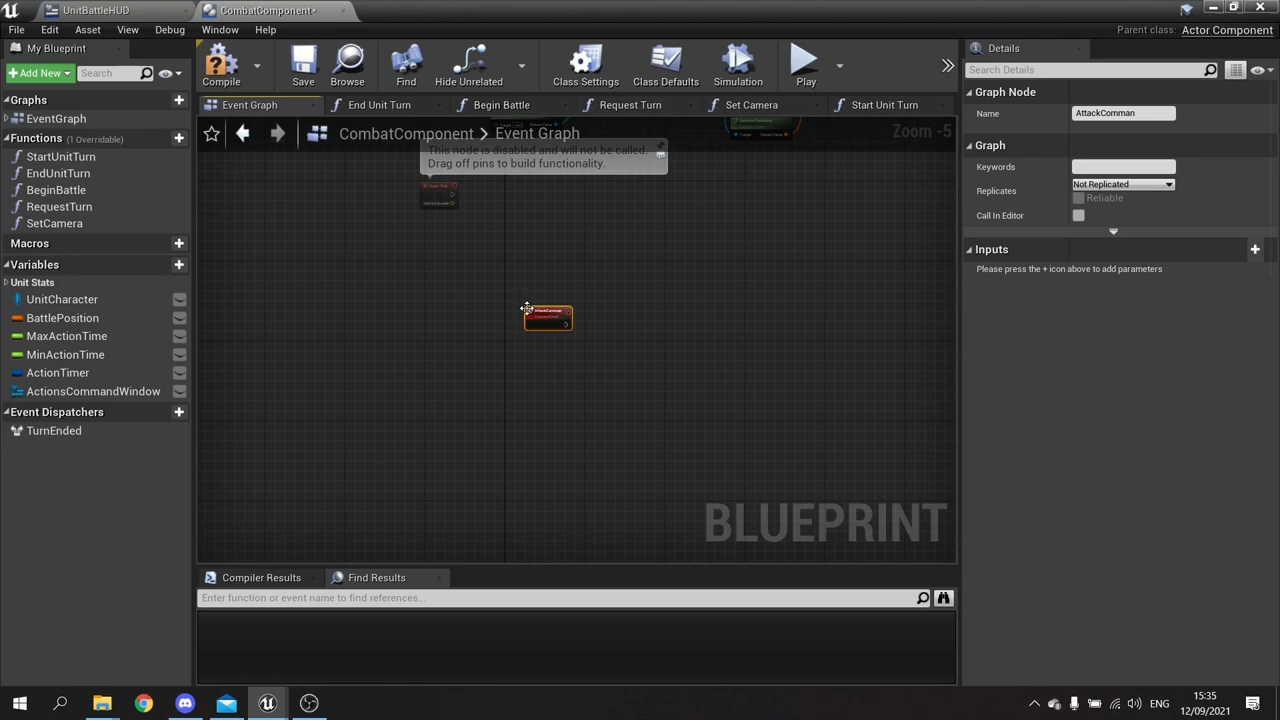 UnitBattleHUD
CombatComponent*
File Edit Asset View Debug Window Help
Parent class: Actor Component
My Blueprint
Add New
Search
Compile
Save
Browse
Find
Hide Unrelated
Class Settings
Class Defaults
Simulation
Play
Details
Search Details
Graphs
EventGraph
Functions (1 Overridable)
StartUnitTurn
EndUnitTurn
BeginBattle
RequestTurn
SetCamera
Macros
Variables
Unit Stats
UnitCharacter
BattlePosition
MaxActionTime
MinActionTime
ActionTimer
ActionsCommandWindow
Event Dispatchers
TurnEnded
Event Graph
End Unit Turn
Begin Battle
Request Turn
Set Camera
Start Unit Turn
CombatComponent > Event Graph
Zoom -5
This node is disabled and will not be called.
Drag off pins to build functionality.
Event Tick
AttackComman
Custom Event
BLUEPRINT
Graph Node
Name AttackComman
Graph
Keywords
Replicates Not Replicated
Reliable
Call In Editor
Inputs
Please press the + icon above to add parameters
Compiler Results
Find Results
Enter function or event name to find references...
ENG
15:35
12/09/2021